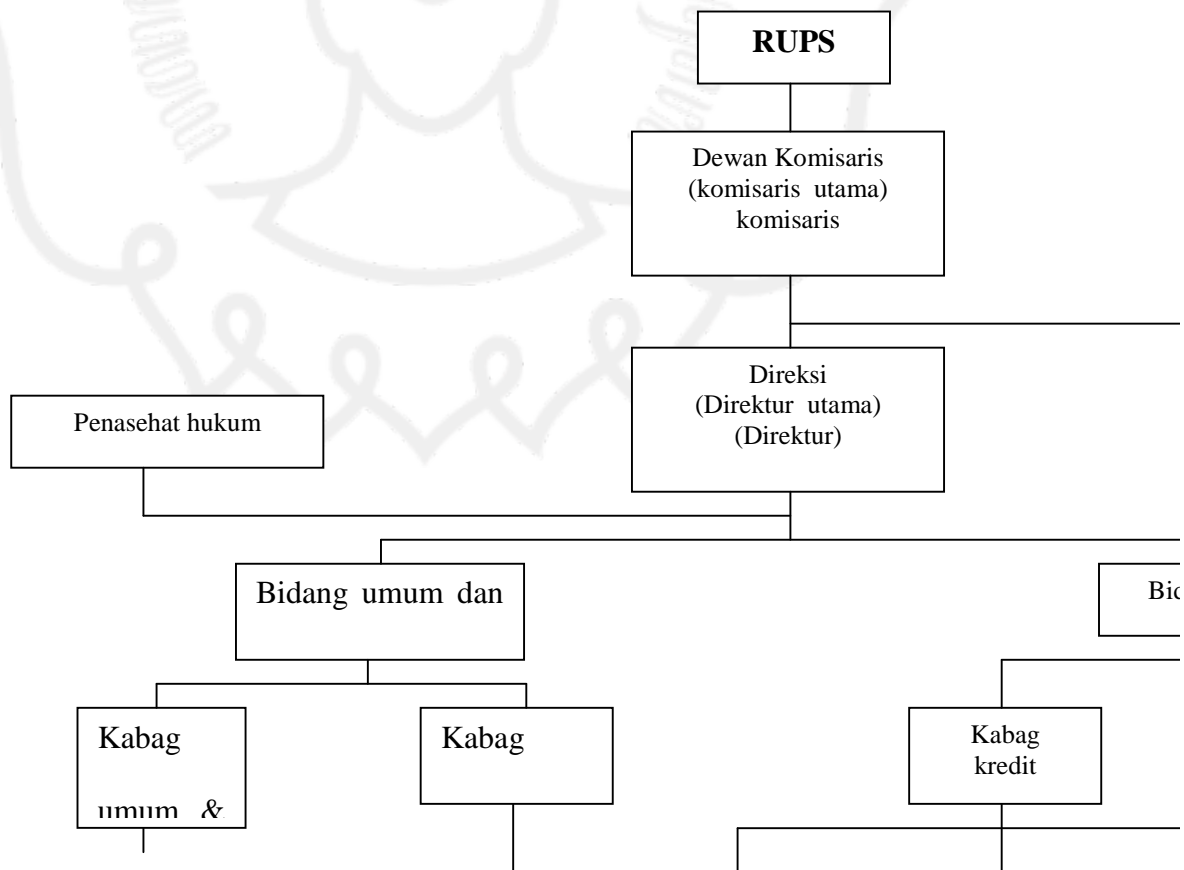 RUPS
Dewan Komisaris
(komisaris utama)
komisaris
Direksi
(Direktur utama)
(Direktur)
Penasehat hukum
Bidang umum dan
Kabag
umum &
Kabag
Kabag
kredit